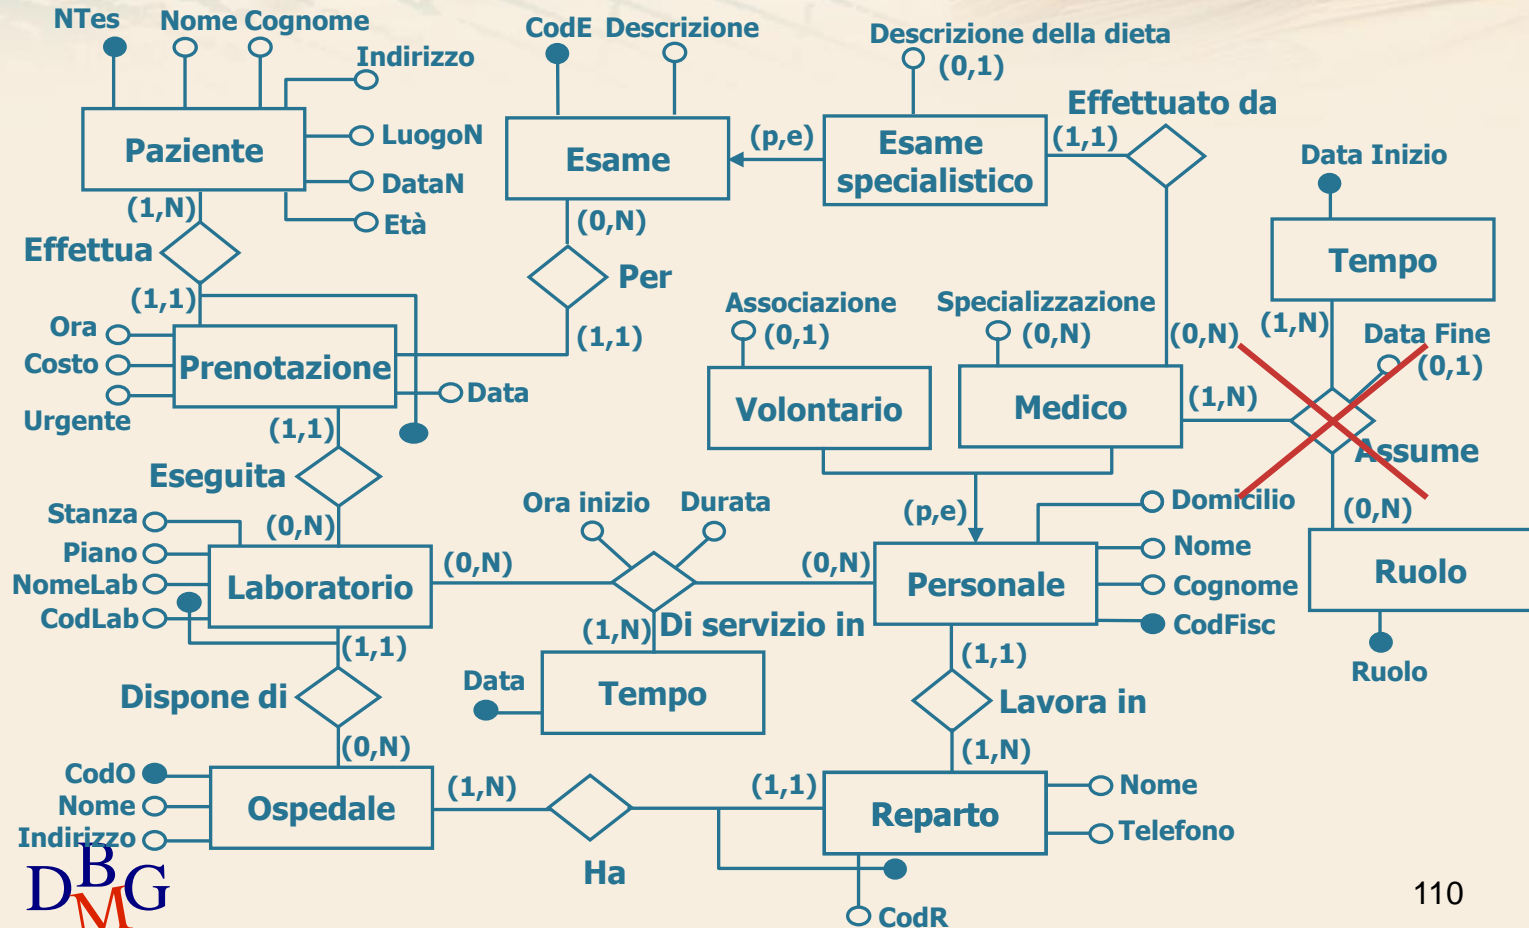 NTes
Nome Cognome
Indirizzo
CodE Descrizione
Descrizione della dieta
(0,1)
Effettuato da
Paziente
LuogoN
DataN
Età
(1,N)
Effettua
(1,1)
Esame
(p,e)
Esame
specialistico
(1,1)
Data Inizio
Tempo
(0,N)
Per
(1,1)
Ora
Costo
Urgente
Prenotazione
Data
(1,1)
Associazione
(0,1)
Specializzazione
(0,N)
(0,N)
(1,N)
Data Fine
(0,1)
Volontario
Medico
(1,N)
Assume
(0,N)
Eseguita
(0,N)
Stanza
Piano
NomeLab
CodLab
Laboratorio
(0,N)
Ora inizio
Durata
(0,N)
(p,e)
Domicilio
Nome
Cognome
CodFisc
Personale
Ruolo
Ruolo
Di servizio in
(1,N)
(1,1)
(1,1)
Dispone di
Data
Tempo
Lavora in
(0,N)
(1,N)
CodO
Nome
Indirizzo
Ospedale
(1,N)
Ha
(1,1)
Reparto
Nome
Telefono
CodR
DBMG
110